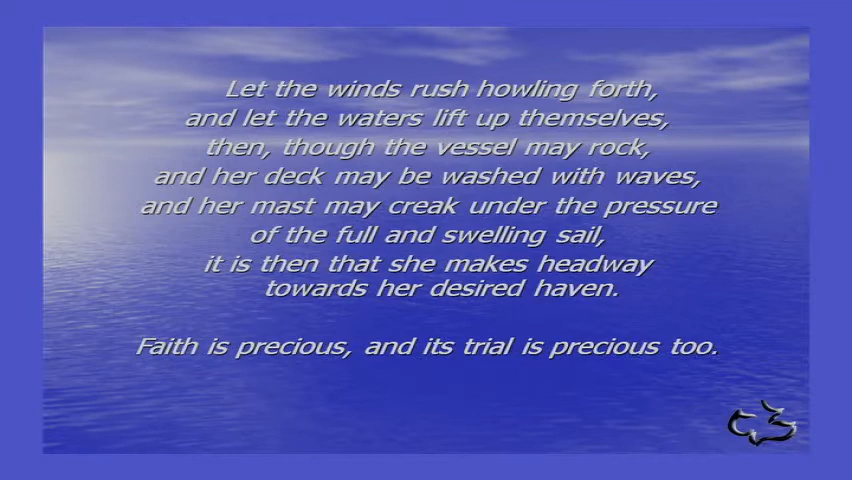 Let the winds rush howling forth,
and let the waters lift up themselves,
then, though the vessel may rock,
and her deck may be washed with waves,
and her mast may creak under the pressure
of the full and swelling sail,
it is then that she makes headway
towards her desired haven.
Faith is precious, and its trial is precious too.